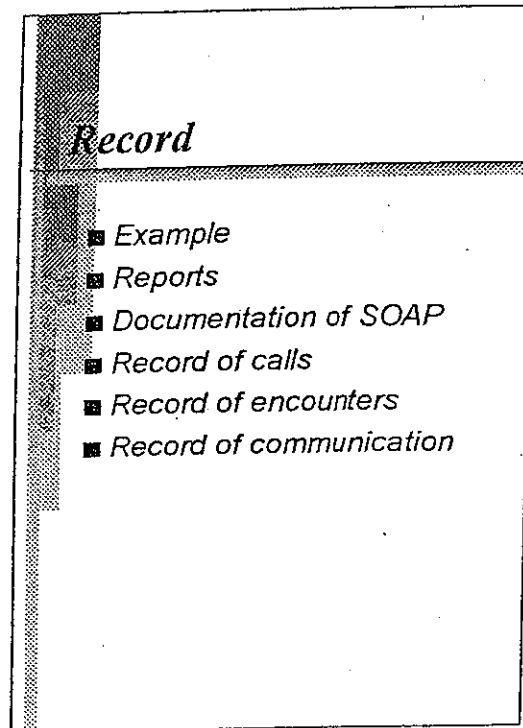 Record
Example
Reports
Documentation of SOAP
Record of calls
Record of encounters
Record of communication